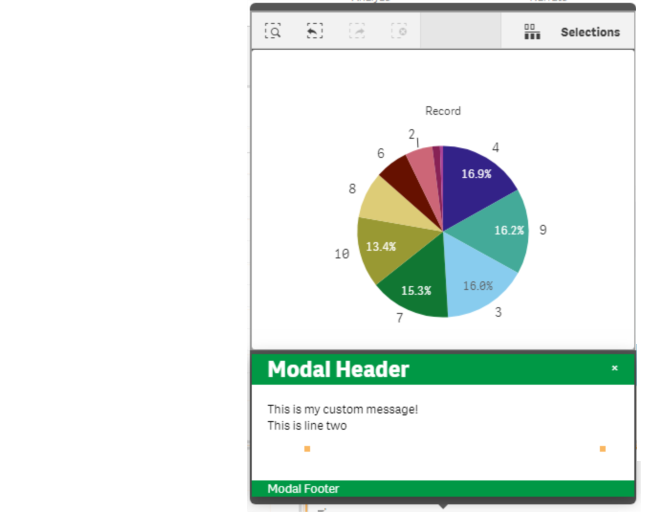 Selections
Record
2
4
6
16.9%
8
16.2%
9
10
13.4%
16.0%
15.3%
3
7
Modal Header
×
This is my custom message!
This is line two
Modal Footer